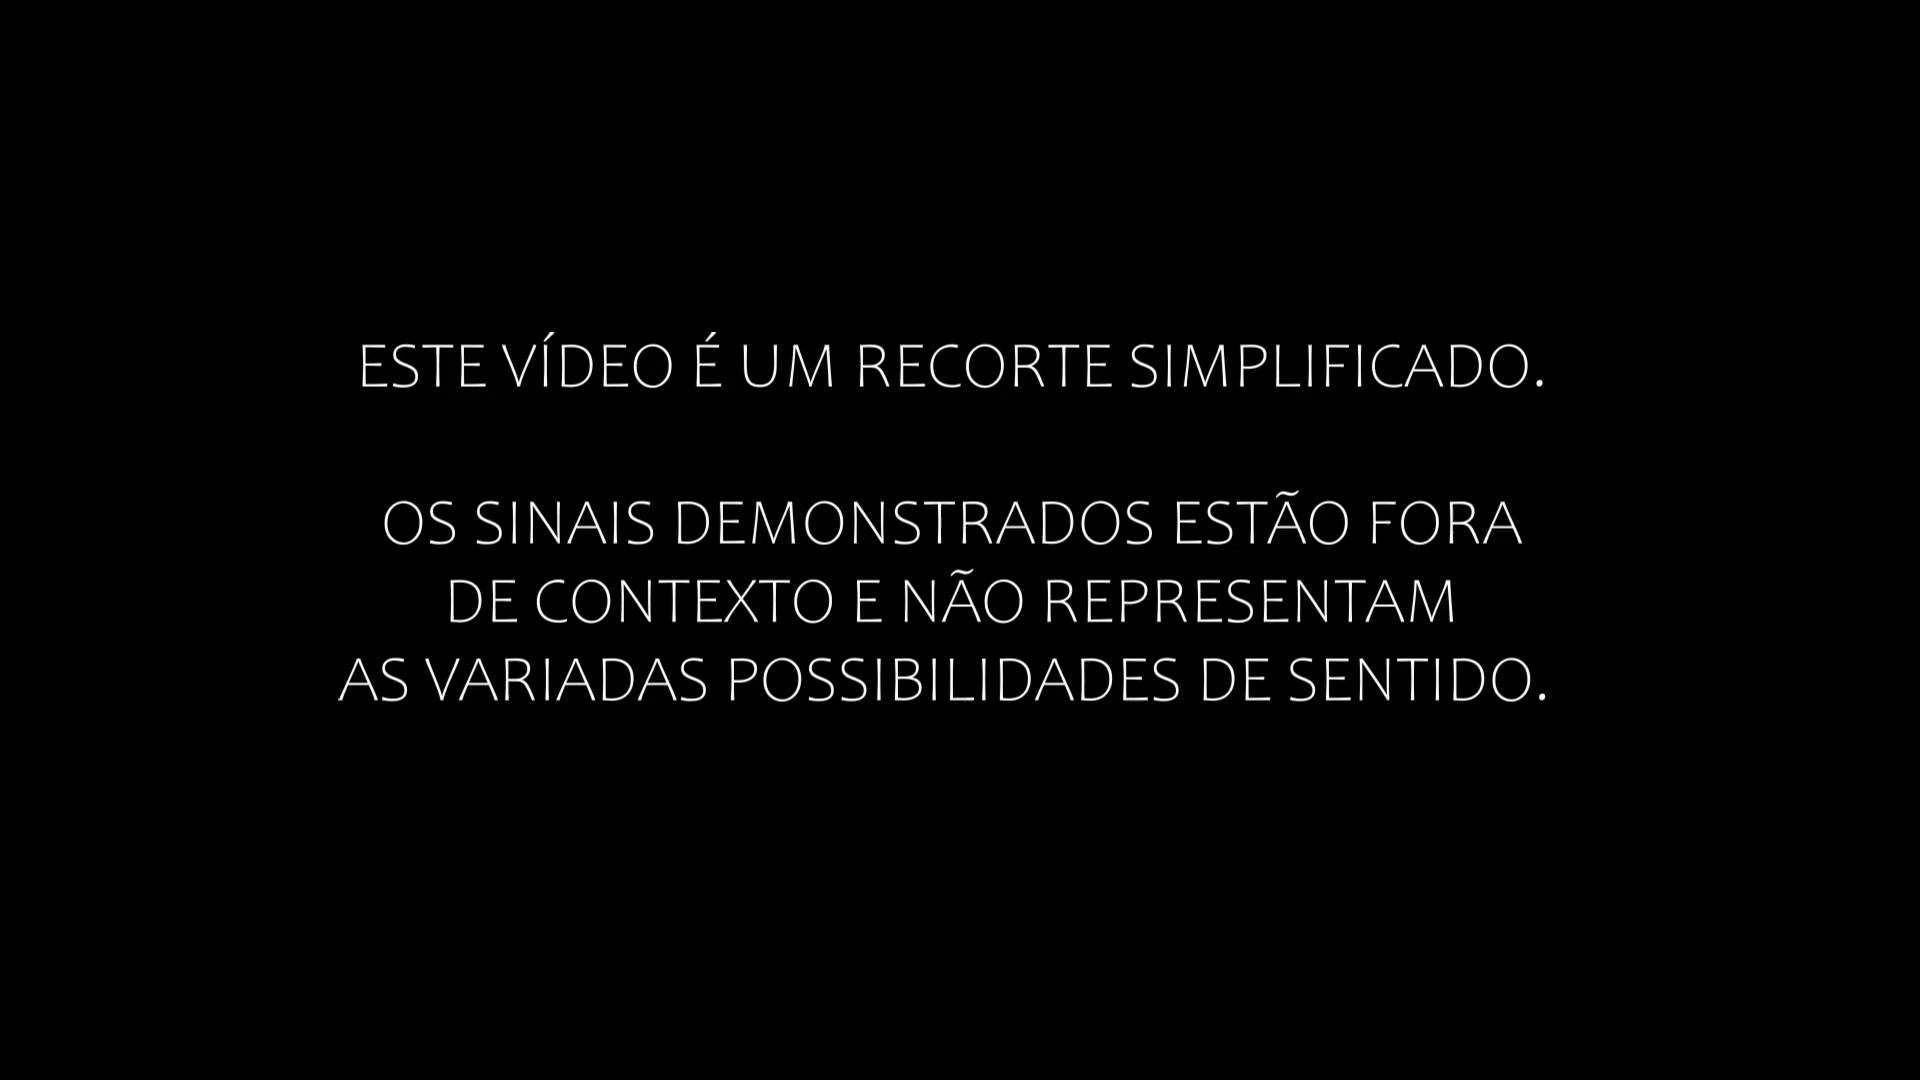 ESTE VÍDEO É UM RECORTE SIMPLIFICADO.
OS SINAIS DEMONSTRADOS ESTÃO FORA
DE CONTEXTO E NÃO REPRESENTAM
AS VARIADAS POSSIBILIDADES DE SENTIDO.